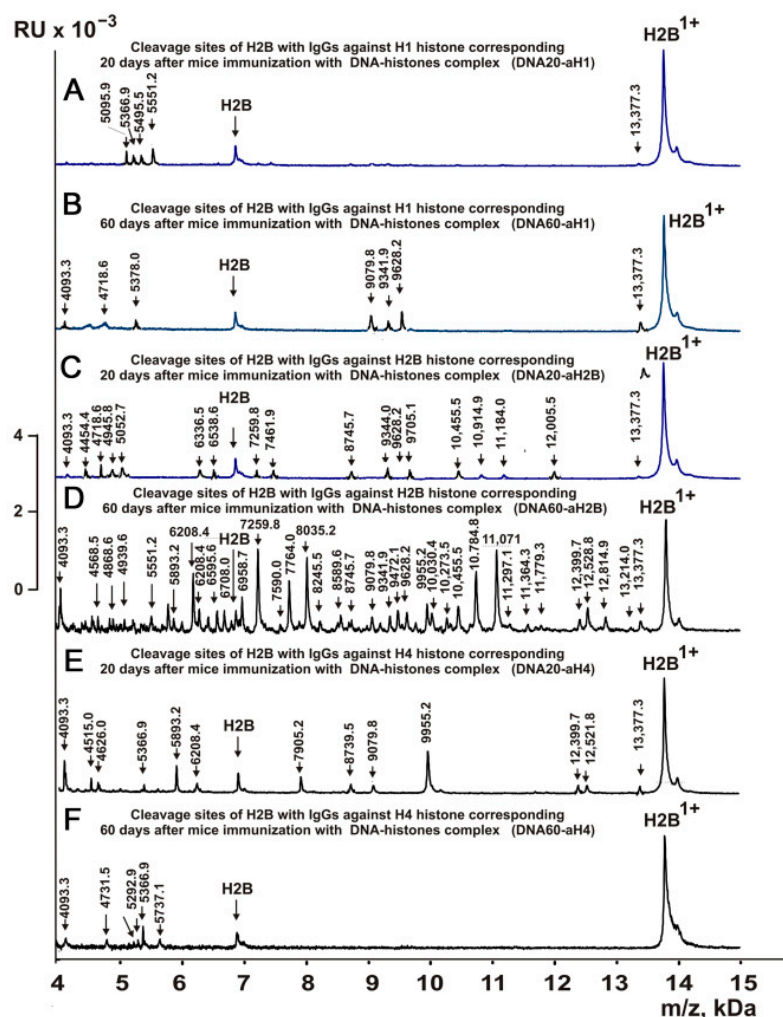 RU x 10⁻³
Cleavage sites of H2B with IgGs against H1 histone corresponding
20 days after mice immunization with DNA-histones complex (DNA20-aH1)
H2B¹⁺
A
5095.9
5366.9
5495.5
5551.2
H2B
13,377.3
B
Cleavage sites of H2B with IgGs against H1 histone corresponding
60 days after mice immunization with DNA-histones complex (DNA60-aH1)
H2B¹⁺
4093.3
4718.6
5378.0
H2B
9079.8
9341.9
9628.2
13,377.3
C
Cleavage sites of H2B with IgGs against H2B histone corresponding
20 days after mice immunization with DNA-histones complex (DNA20-aH2B)
H2B¹⁺
4093.3
4454.4
4718.6
4945.8
5052.7
6336.5
6538.6
H2B
7259.8
7461.9
8745.7
9344.0
9628.2
9705.1
10,455.5
10,914.9
11,184.0
12,005.5
13,377.3
4
2
0
D
Cleavage sites of H2B with IgGs against H2B histone corresponding
60 days after mice immunization with DNA-histones complex (DNA60-aH2B)
H2B¹⁺
4093.3
4568.5
4868.6
4939.6
5551.2
5893.2
6208.4
6208.4
6595.6
6708.0
H2B
6958.7
7259.8
7590.0
7764.0
8035.2
8245.5
8589.6
8745.7
9079.8
9341.9
9472.1
9628.2
9955.2
10,030.4
10,273.5
10,455.5
10,784.8
11,071
11,297.1
11,364.3
11,779.3
12,399.7
12,528.8
12,814.9
13,214.0
13,377.3
E
Cleavage sites of H2B with IgGs against H4 histone corresponding
20 days after mice immunization with DNA-histones complex (DNA20-aH4)
H2B¹⁺
4093.3
4515.0
4626.0
5366.9
5893.2
6208.4
H2B
7905.2
8739.5
9079.8
9955.2
12,399.7
12,521.8
13,377.3
F
Cleavage sites of H2B with IgGs against H4 histone corresponding
60 days after mice immunization with DNA-histones complex (DNA60-aH4)
H2B¹⁺
4093.3
4731.5
5292.9
5366.9
5737.1
H2B
4 5 6 7 8 9 10 11 12 13 14 15
m/z, kDa